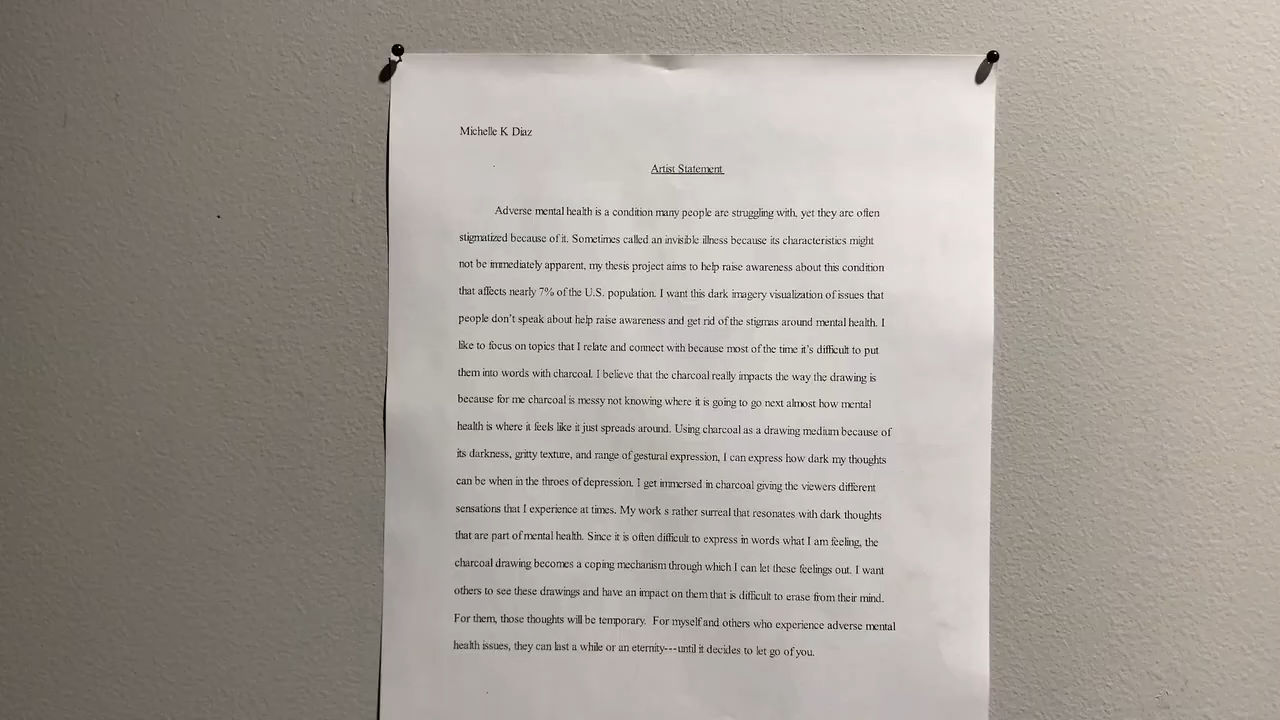 Michelle K Diaz
Artist Statement
Adverse mental health is a condition many people are struggling with, yet they are often
stigmatized because of it. Sometimes called an invisible illness because its characteristics might
not be immediately apparent, my thesis project aims to help raise awareness about this condition
that affects nearly 7% of the U.S. population. I want this dark imagery visualization of issues that
people don't speak about help raise awareness and get rid of the stigmas around mental health. I
like to focus on topics that I relate and connect with because most of the time it's difficult to put
them into words with charcoal. I believe that the charcoal really impacts the way the drawing is
because for me charcoal is messy not knowing where it is going to go next almost how mental
health is where it feels like it just spreads around. Using charcoal as a drawing medium because of
its darkness, gritty texture, and range of gestural expression, I can express how dark my thoughts
can be when in the throes of depression. I get immersed in charcoal giving the viewers different
sensations that I experience at times. My work s rather surreal that resonates with dark thoughts
that are part of mental health. Since it is often difficult to express in words what I am feeling, the
charcoal drawing becomes a coping mechanism through which I can let these feelings out. I want
others to see these drawings and have an impact on them that is difficult to erase from their mind.
For them, those thoughts will be temporary. For myself and others who experience adverse mental
health issues, they can last a while or an eternity---until it decides to let go of you.